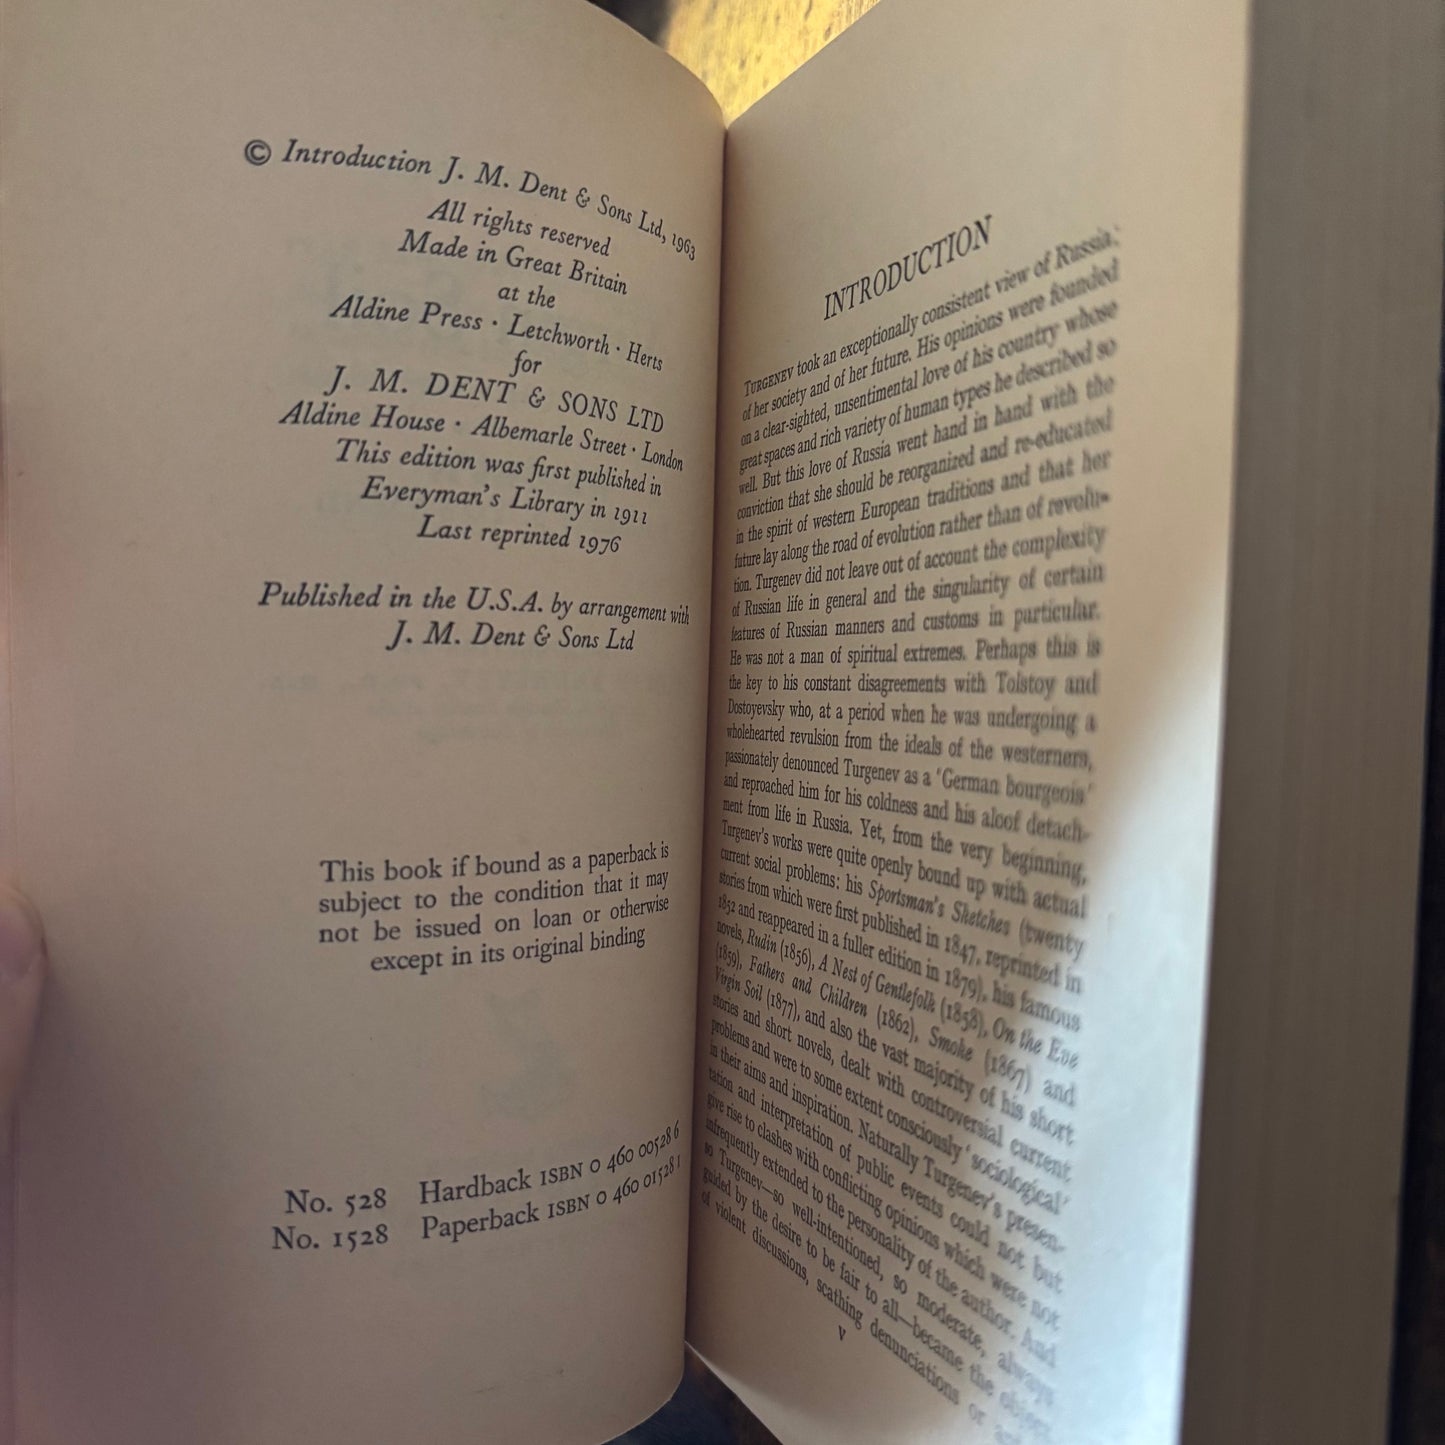 © Introduction J. M. Dent & Sons Ltd, 1963
All rights reserved
Made in Great Britain
at the
Aldine Press · Letchworth · Herts
for
J. M. DENT & SONS LTD
Aldine House · Albemarle Street · London
This edition was first published in
Everyman's Library in 1911
Last reprinted 1976
Published in the U.S.A. by arrangement with
J. M. Dent & Sons Ltd
This book if bound as a paperback is
subject to the condition that it may
not be issued on loan or otherwise
except in its original binding
No. 528 Hardback ISBN 0 460 00528 6
No. 1528 Paperback ISBN 0 460 01528 1
INTRODUCTION
TURGENEV took an exceptionally consistent view of Russia,
of her society and of her future. His opinions were founded
on a clear-sighted, unsentimental love of his country whose
great spaces and rich variety of human types he described so
well. But this love of Russia went hand in hand with the
conviction that she should be reorganized and re-educated
in the spirit of western European traditions and that her
future lay along the road of evolution rather than of revolu-
tion. Turgenev did not leave out of account the complexity
of Russian life in general and the singularity of certain
features of Russian manners and customs in particular.
He was not a man of spiritual extremes. Perhaps this is
the key to his constant disagreements with Tolstoy and
Dostoyevsky who, at a period when he was undergoing a
wholehearted revulsion from the ideals of the westerners,
passionately denounced Turgenev as a 'German bourgeois'
and reproached him for his coldness and his aloof detach-
ment from life in Russia. Yet, from the very beginning,
Turgenev's works were quite openly bound up with actual
current social problems: his Sportsman's Sketches (twenty
stories from which were first published in 1847, reprinted in
1852 and reappeared in a fuller edition in 1879), his famous
novels, Rudin (1856), A Nest of Gentlefolk (1858), On the Eve
(1859), Fathers and Children (1862), Smoke (1867) and
Virgin Soil (1877), and also the vast majority of his short
stories and short novels, dealt with controversial current
problems and were to some extent consciously 'sociological'
in their aims and inspiration. Naturally Turgenev's presen-
tation and interpretation of public events could not but
give rise to clashes with conflicting opinions which were not
infrequently extended to the personality of the author. And
so Turgenev—so well-intentioned, so moderate, always
guided by the desire to be fair to all—became the object
of violent discussions, scathing denunciations or
v